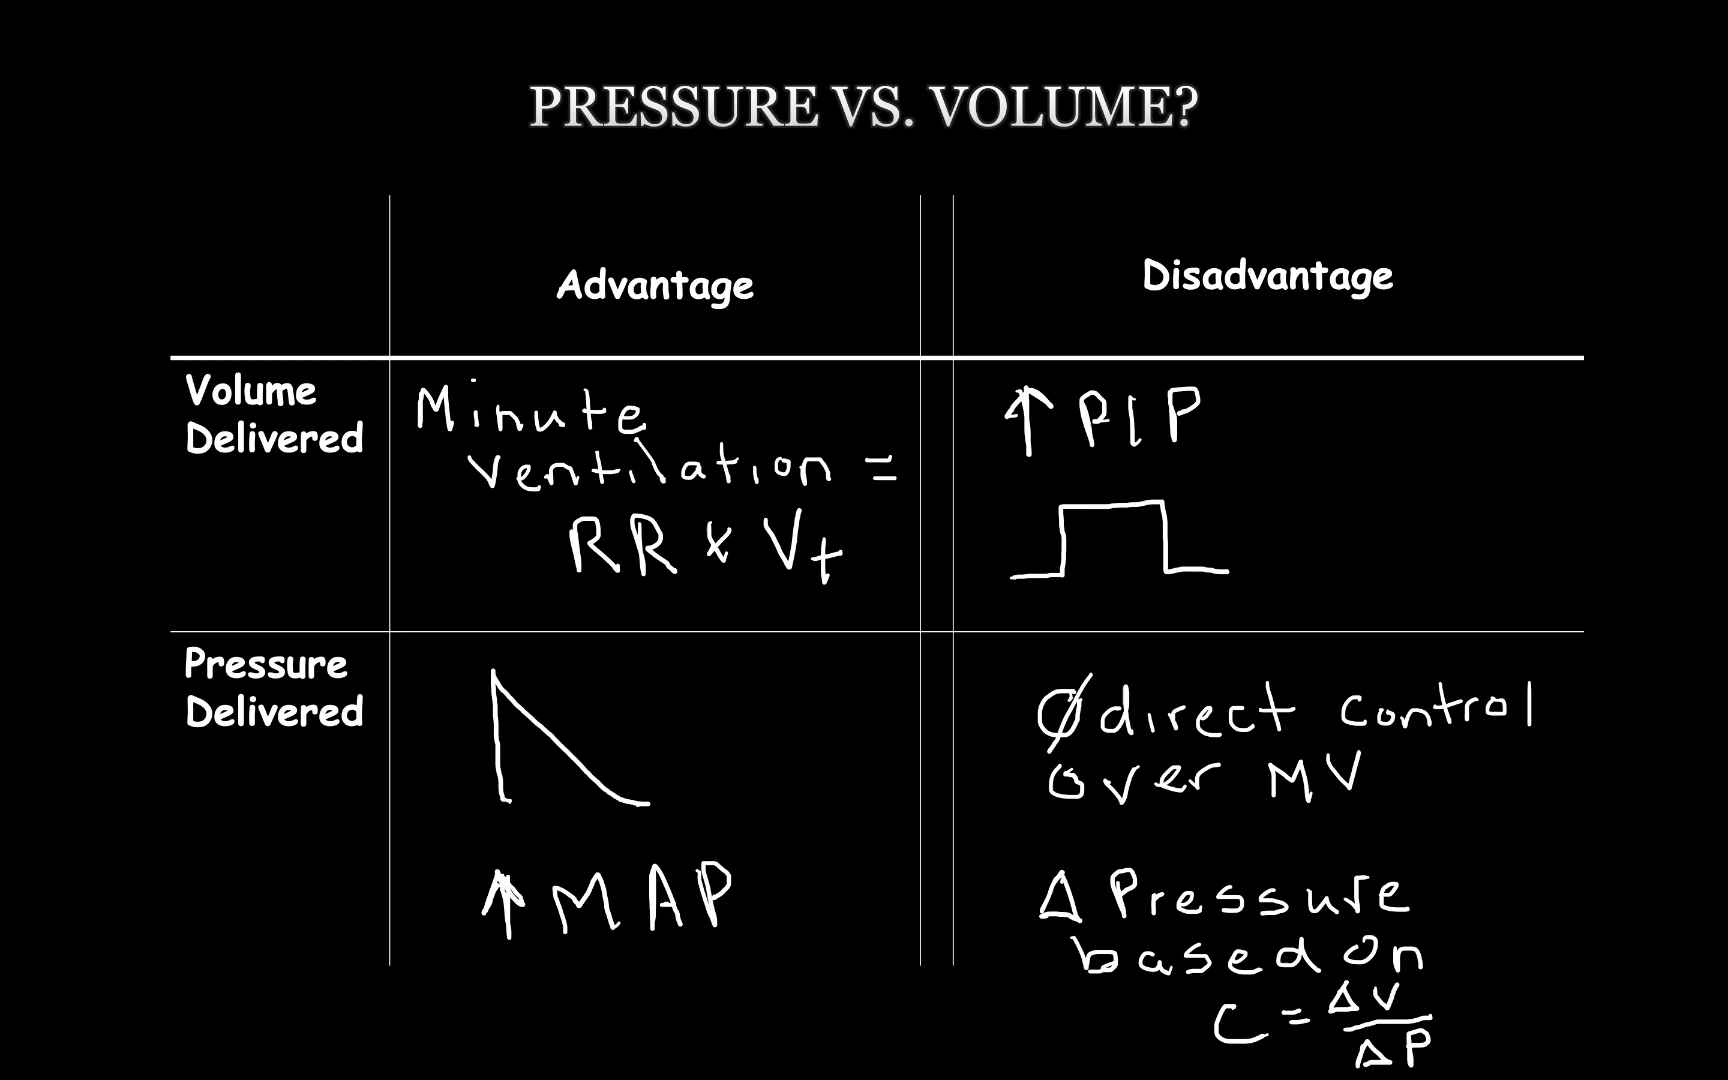 PRESSURE VS. VOLUME?
Advantage
Disadvantage
Volume
Delivered
Minute
Ventilation =
RR x Vt
↑ PIP
Pressure
Delivered
↑ MAP
Ø direct control
over MV
Δ Pressure
based on
C = ΔV
ΔP